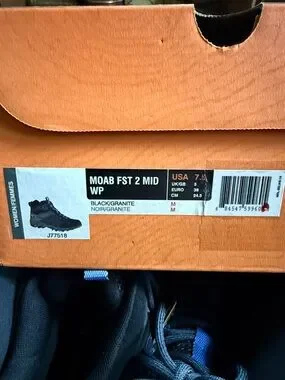 WOMEN/FEMMES
J77518
MOAB FST 2 MID
WP
BLACK/GRANITE
NOIR/GRANITE
USA 7.5
UK/GB 5
EURO 38
CM 24.5
M
M